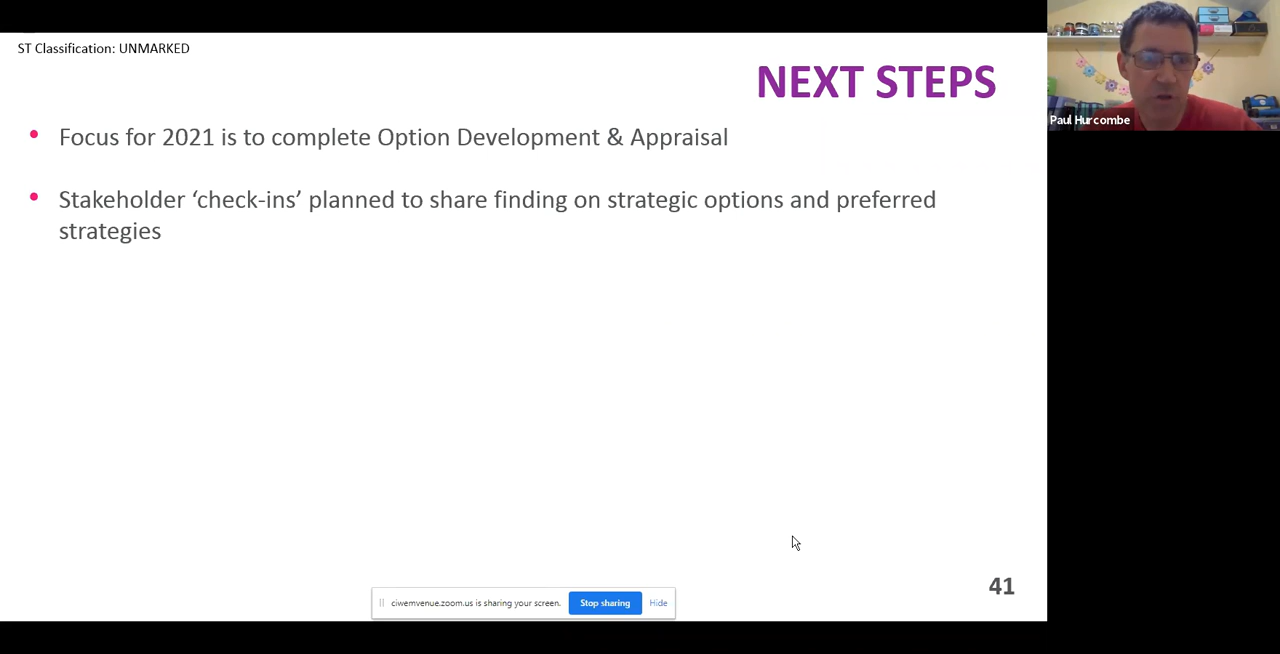 ST Classification: UNMARKED
NEXT STEPS
Paul Hurcombe
• Focus for 2021 is to complete Option Development & Appraisal
• Stakeholder ‘check-ins’ planned to share finding on strategic options and preferred
strategies
41
ciwemvenue.zoom.us is sharing your screen. Stop sharing Hide